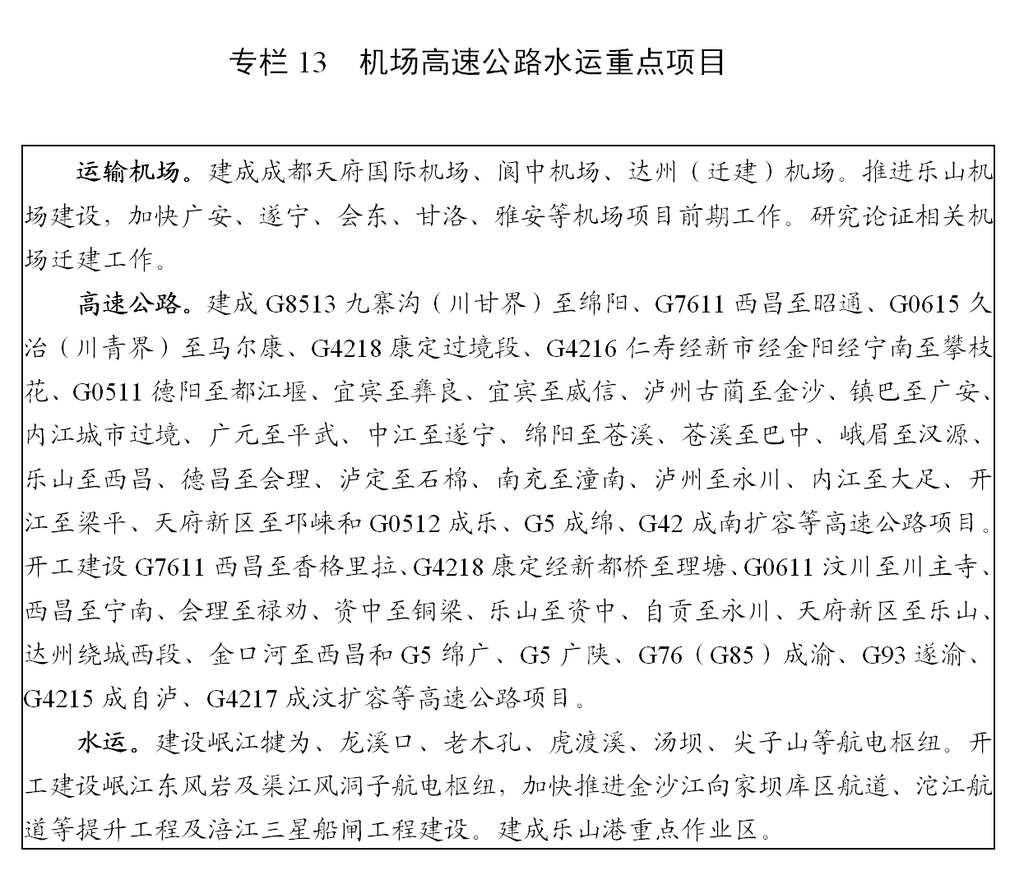 专栏 13 机场高速公路水运重点项目
运输机场。建成成都天府国际机场、阆中机场、达州（迁建）机场。推进乐山机
场建设，加快广安、遂宁、会东、甘洛、雅安等机场项目前期工作。研究论证相关机
场迁建工作。
高速公路。建成 G8513 九寨沟（川甘界）至绵阳、G7611 西昌至昭通、G0615 久
治（川青界）至马尔康、G4218 康定过境段、G4216 仁寿经新市经金阳经宁南至攀枝
花、G0511 德阳至都江堰、宜宾至彝良、宜宾至威信、泸州古蔺至金沙、镇巴至广安、
内江城市过境、广元至平武、中江至遂宁、绵阳至苍溪、苍溪至巴中、峨眉至汉源、
乐山至西昌、德昌至会理、泸定至石棉、南充至潼南、泸州至永川、内江至大足、开
江至梁平、天府新区至邛崃和 G0512 成乐、G5 成绵、G42 成南扩容等高速公路项目。
开工建设 G7611 西昌至香格里拉、G4218 康定经新都桥至理塘、G0611 汶川至川主寺、
西昌至宁南、会理至禄劝、资中至铜梁、乐山至资中、自贡至永川、天府新区至乐山、
达州绕城西段、金口河至西昌和 G5 绵广、G5 广陕、G76（G85）成渝、G93 遂渝、
G4215 成自泸、G4217 成汶扩容等高速公路项目。
水运。建设岷江犍为、龙溪口、老木孔、虎渡溪、汤坝、尖子山等航电枢纽。开
工建设岷江东风岩及渠江风洞子航电枢纽，加快推进金沙江向家坝库区航道、沱江航
道等提升工程及涪江三星船闸工程建设。建成乐山港重点作业区。